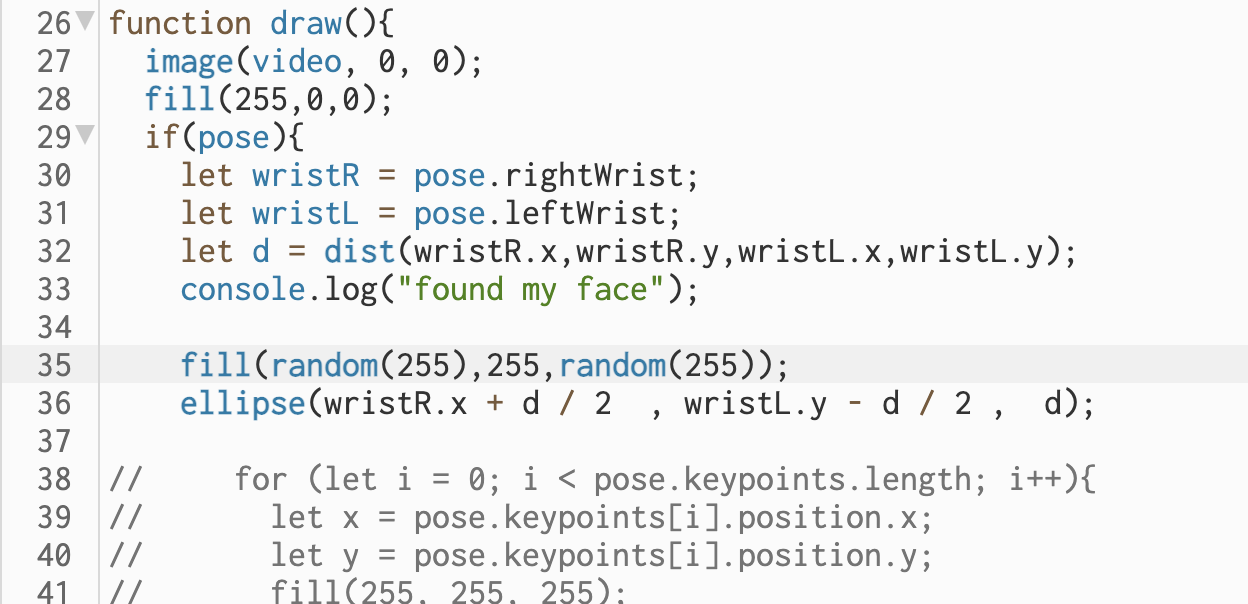 26 function draw(){
27 image(video, 0, 0);
28 fill(255,0,0);
29 if(pose){
30 let wristR = pose.rightWrist;
31 let wristL = pose.leftWrist;
32 let d = dist(wristR.x,wristR.y,wristL.x,wristL.y);
33 console.log("found my face");
34
35 fill(random(255),255,random(255));
36 ellipse(wristR.x + d / 2  , wristL.y - d / 2 ,  d);
37
38 //     for (let i = 0; i < pose.keypoints.length; i++){
39 //       let x = pose.keypoints[i].position.x;
40 //       let y = pose.keypoints[i].position.y;
41 //       fill(255, 255, 255);